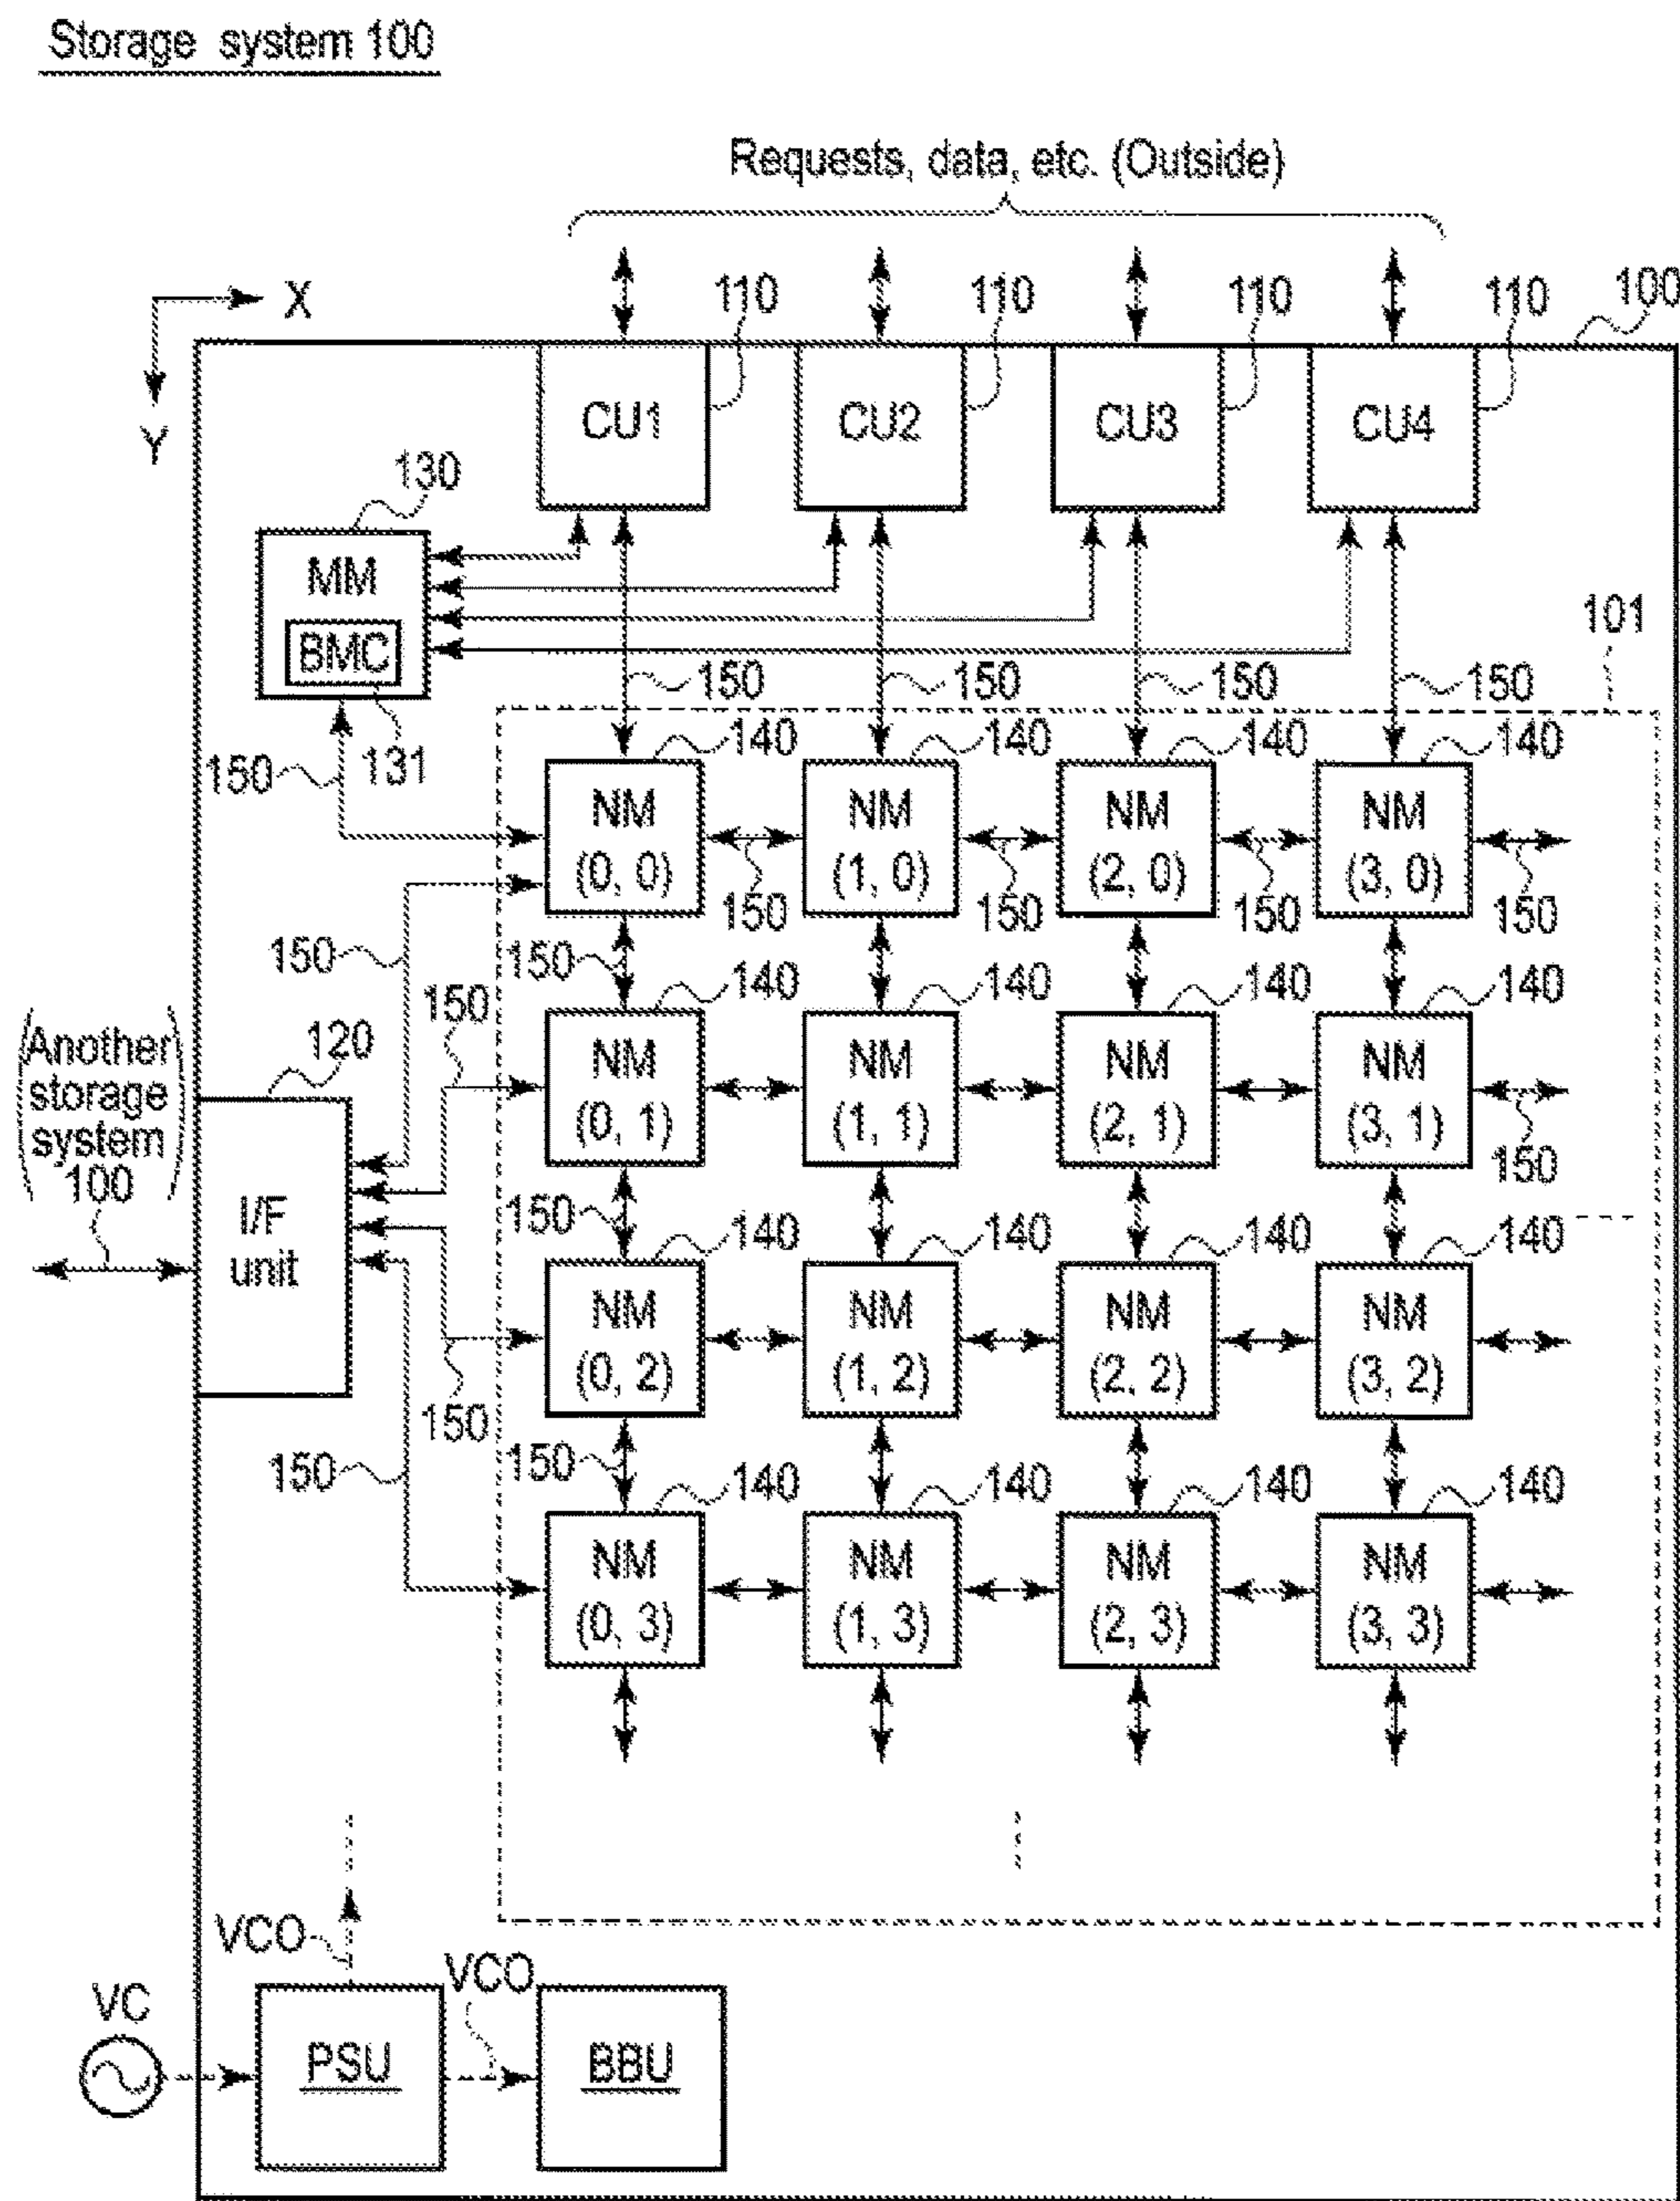 Storage system 100
Requests, data, etc. (Outside)
X
Y
110 110 110 110 100
CU1 CU2 CU3 CU4
130
MM
BMC
131
101
150 150 150 150
150
140 140 140 140
NM (0, 0) NM (1, 0) NM (2, 0) NM (3, 0)
150 150 150 150
150 150
140 140 140 140
150
NM (0, 1) NM (1, 1) NM (2, 1) NM (3, 1)
150
(Another storage system 100)
120
I/F unit
150
140 140 140 140
NM (0, 2) NM (1, 2) NM (2, 2) NM (3, 2)
150
150 150
140 140 140 140
NM (0, 3) NM (1, 3) NM (2, 3) NM (3, 3)
VCO
VCO
VC
PSU
BBU